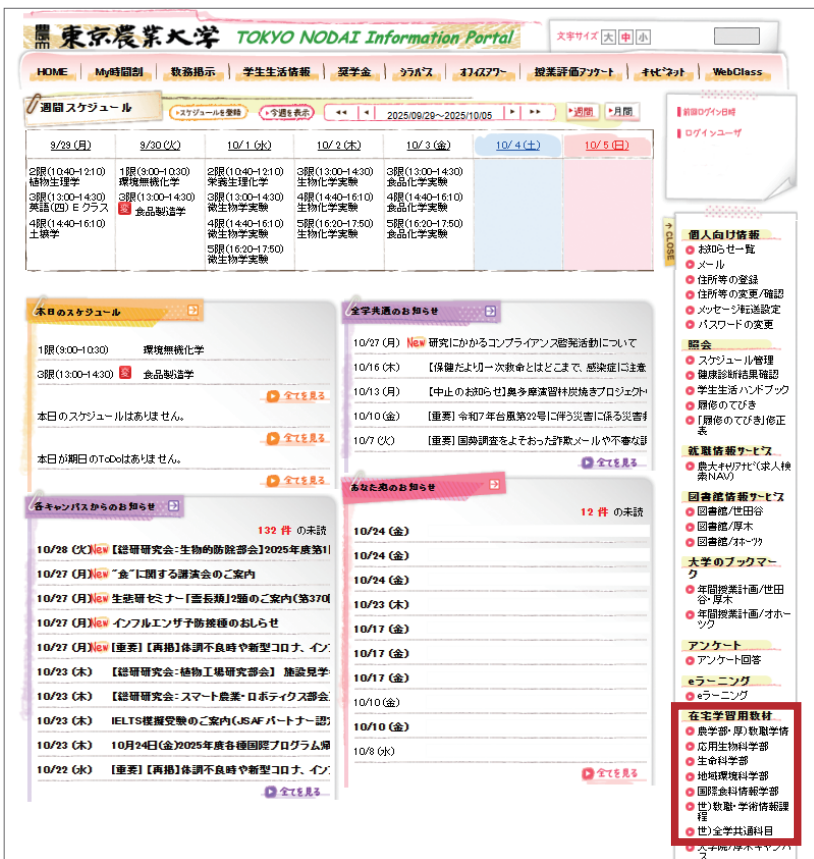 東京農業大学 TOKYO NODAI Information Portal
文字サイズ 大 中 小
HOME My時間割 教務掲示 学生生活情報 奨学金 シラバス オフィスアワー 授業評価アンケート キャビネット WebClass
週間スケジュール
スケジュールを登録 今週を表示 2025/09/29～2025/10/05 週間 月間
前回ログイン日時
ログインユーザ
9/29 (月) 9/30 (火) 10/ 1 (水) 10/ 2 (木) 10/ 3 (金) 10/ 4 (土) 10/ 5 (日)
2限(10:40-12:10)
植物生理学
3限(13:00-14:30)
英語(四) E クラス
4限(14:40-16:10)
土壌学
1限(9:00-10:30)
環境無機化学
3限(13:00-14:30)
変 食品製造学
2限(10:40-12:10)
栄養生理化学
3限(13:00-14:30)
微生物学実験
4限(14:40-16:10)
微生物学実験
5限(16:20-17:50)
微生物学実験
3限(13:00-14:30)
生物化学実験
4限(14:40-16:10)
生物化学実験
5限(16:20-17:50)
生物化学実験
3限(13:00-14:30)
食品化学実験
4限(14:40-16:10)
食品化学実験
5限(16:20-17:50)
食品化学実験
本日のスケジュール
1限(9:00-10:30) 環境無機化学
3限(13:00-14:30) 変 食品製造学
全てを見る
本日のスケジュールはありません。
全てを見る
本日が期日のToDoはありません。
全てを見る
全学共通のお知らせ
10/27 (月) New 研究にかかるコンプライアンス啓発活動について
10/16 (木) 【保健だより】一次救命とはどこまで、感染症に注意
10/13 (月) 【中止のお知らせ】奥多摩演習林炭焼きプロジェクト
10/10 (金) [重要] 令和7年台風第22号に伴う災害に係る災害
10/7 (火) [重要] 国勢調査をよそおった詐欺メールや不審な
全てを見る
各キャンパスからのお知らせ
132 件 の未読
10/28 (火) New 【総研研究会:生物的防除部会】2025年度第1
10/27 (月) New "食"に関する講演会のご案内
10/27 (月) New 生態研セミナー「霊長類」2題のご案内(第370
10/27 (月) New インフルエンザ予防接種のおしらせ
10/27 (月) New [重要]【再掲】体調不良時や新型コロナ、イン
10/23 (木) 【総研研究会:植物工場研究部会】 施設見学
10/23 (木) 【総研研究会:スマート農業・ロボティクス部会
10/23 (木) IELTS模擬受験のご案内(JSAFパートナー認
10/23 (木) 10月24日(金)2025年度各種国際プログラム帰
10/22 (水) [重要]【再掲】体調不良時や新型コロナ、イン
全てを見る
あなた宛のお知らせ
12 件 の未読
10/24 (金)
10/24 (金)
10/24 (金)
10/23 (木)
10/17 (金)
10/17 (金)
10/17 (金)
10/10 (金)
10/10 (金)
10/8 (水)
全てを見る
CLOSE
個人向け情報
お知らせ一覧
メール
住所等の登録
住所等の変更/確認
メッセージ転送設定
パスワードの変更
照会
スケジュール管理
健康診断結果確認
学生生活ハンドブック
履修のてびき
「履修のてびき」修正
表
就職情報サービス
農大キャリアナビ(求人検
索NAV)
図書館情報サービス
図書館/世田谷
図書館/厚木
図書館/オホーツク
大学のブックマー
ク
年間授業計画/世田
谷・厚木
年間授業計画/オホー
ツク
アンケート
アンケート回答
eラーニング
eラーニング
在宅学習用教材
農学部・厚)教職学情
応用生物科学部
生命科学部
地域環境科学部
国際食料情報学部
世)教職・学術情報課
程
世)全学共通科目
大学院/厚木キャンパ
ス